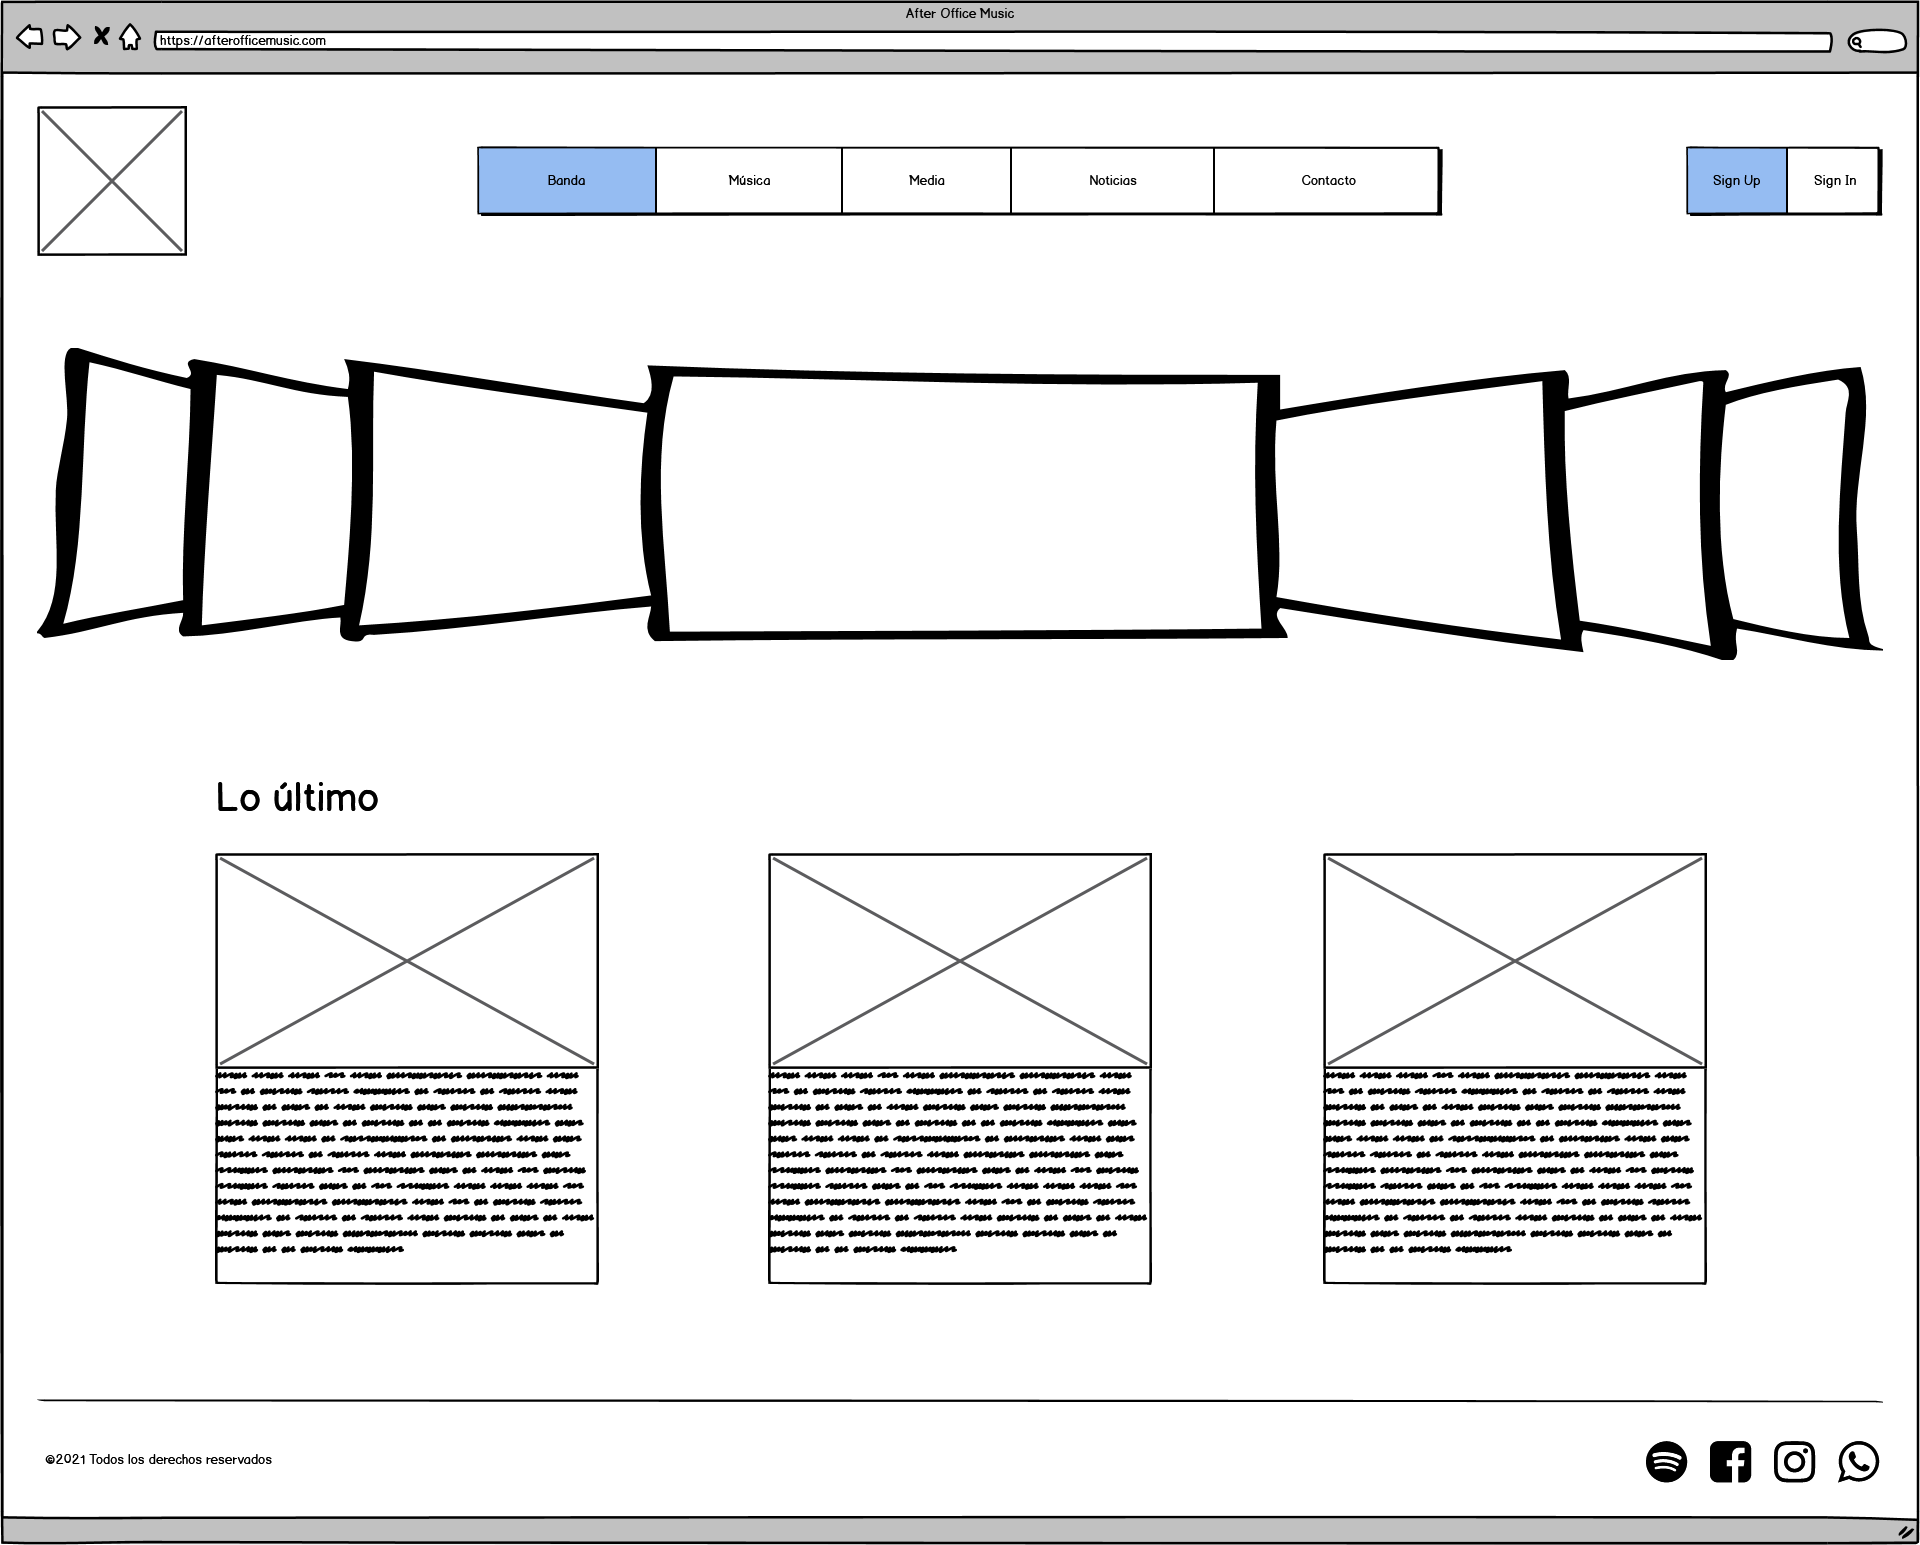 After Office Music
https://afterofficemusic.com
Banda
Música
Media
Noticias
Contacto
Sign Up
Sign In
Lo último
©2021 Todos los derechos reservados